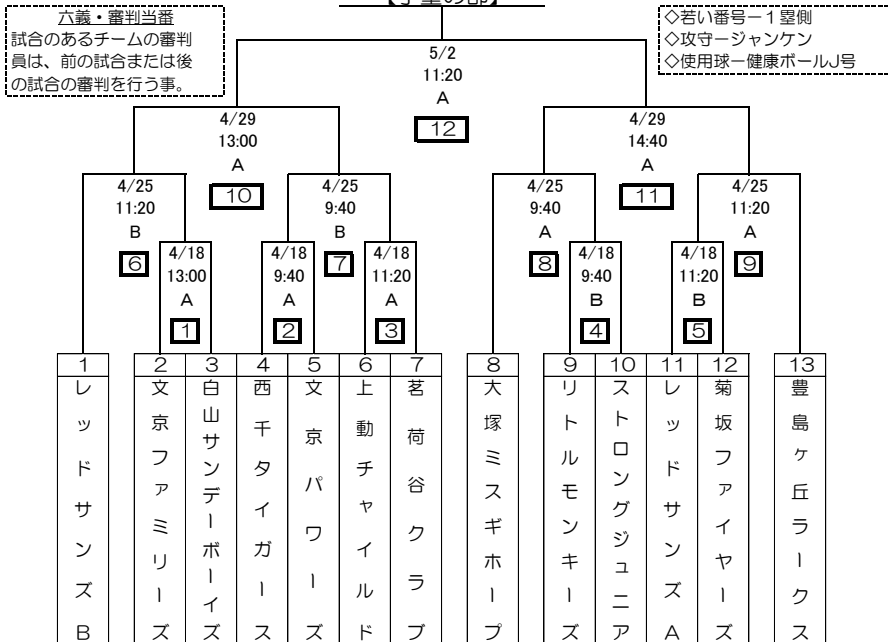 【学童の部】
六義・審判当番
試合のあるチームの審判
員は、前の試合または後
の試合の審判を行う事。
◇若い番号ー１塁側
◇攻守ージャンケン
◇使用球ー健康ボールJ号
5/2
11:20
A
12
4/29
13:00
A
10
4/29
14:40
A
11
4/25
11:20
B
6
4/25
9:40
B
7
4/25
9:40
A
8
4/25
11:20
A
9
4/18
13:00
A
1
4/18
9:40
A
2
4/18
11:20
A
3
4/18
9:40
B
4
4/18
11:20
B
5
1
レッドサンズB
2
文京ファミリーズ
3
白山サンデーボーイズ
4
西千タイガース
5
文京パワーズ
6
上動チャイルド
7
茗荷谷クラブ
8
大塚ミスギホープ
9
リトルモンキーズ
10
ストロングジュニア
11
レッドサンズA
12
菊坂ファイヤーズ
13
豊島ヶ丘ラークス